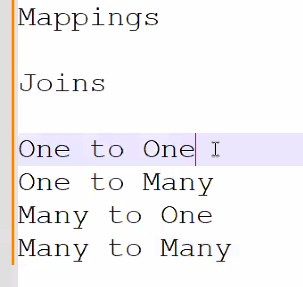 Mappings
Joins
One to One
One to Many
Many to One
Many to Many